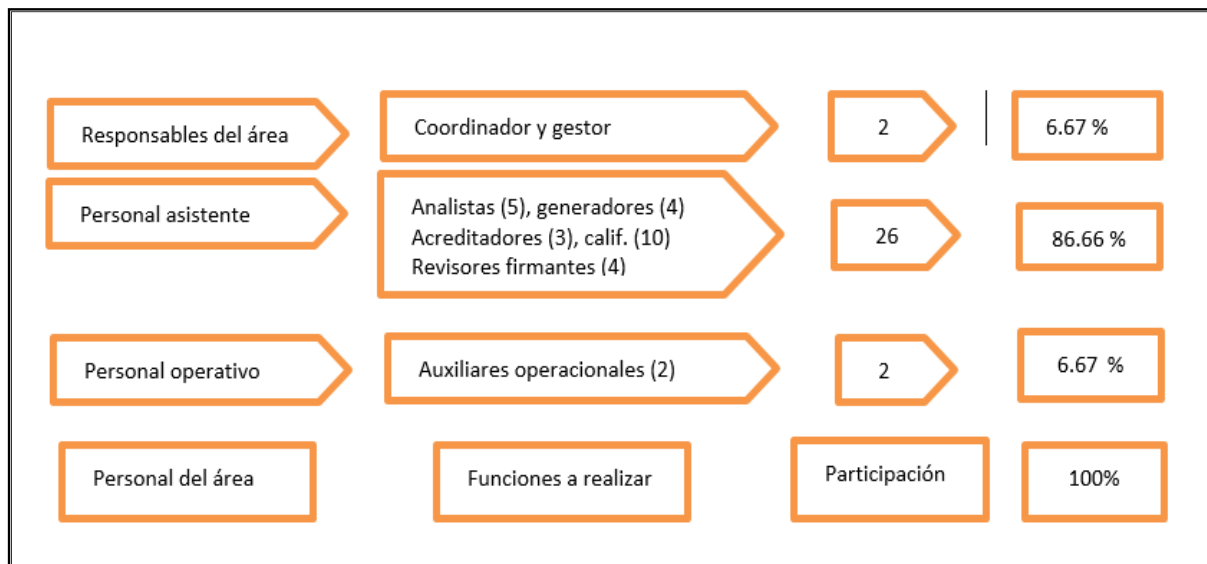 Responsables del área
Coordinador y gestor
2
6.67 %
Personal asistente
Analistas (5), generadores (4)
Acreditadores (3), calif. (10)
Revisores firmantes (4)
26
86.66 %
Personal operativo
Auxiliares operacionales (2)
2
6.67 %
Personal del área
Funciones a realizar
Participación
100%